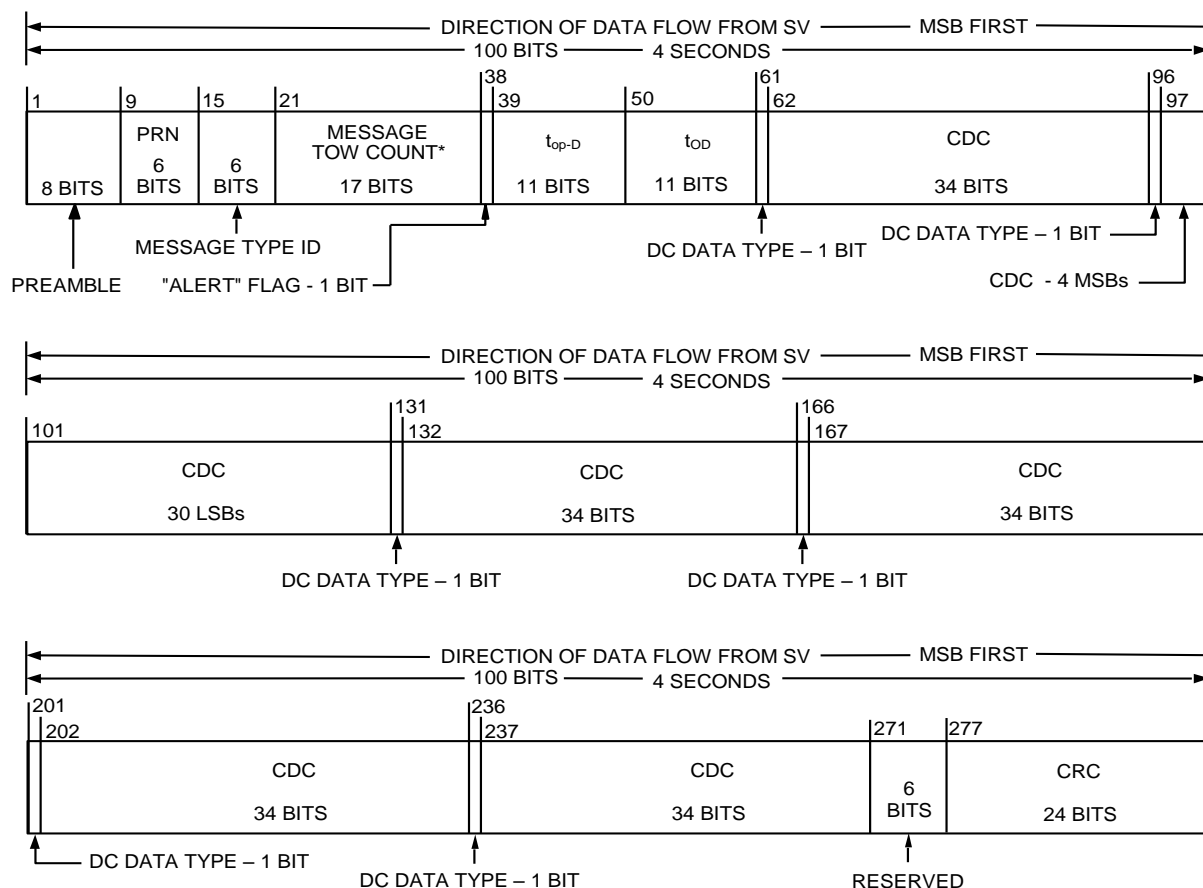 DIRECTION OF DATA FLOW FROM SV MSB FIRST
100 BITS 4 SECONDS
1 9 15 21 38 39 50 61 62 96 97
8 BITS
PRN
6
BITS
6
BITS
MESSAGE
TOW COUNT*
17 BITS
top-D
11 BITS
tOD
11 BITS
CDC
34 BITS
DC DATA TYPE – 1 BIT
DC DATA TYPE – 1 BIT
MESSAGE TYPE ID
PREAMBLE
"ALERT" FLAG - 1 BIT
CDC - 4 MSBs
DIRECTION OF DATA FLOW FROM SV MSB FIRST
100 BITS 4 SECONDS
101 131 132 166 167
CDC
30 LSBs
CDC
34 BITS
CDC
34 BITS
DC DATA TYPE – 1 BIT
DC DATA TYPE – 1 BIT
DIRECTION OF DATA FLOW FROM SV MSB FIRST
100 BITS 4 SECONDS
201 202 236 237 271 277
CDC
34 BITS
CDC
34 BITS
6
BITS
CRC
24 BITS
DC DATA TYPE – 1 BIT
DC DATA TYPE – 1 BIT
RESERVED